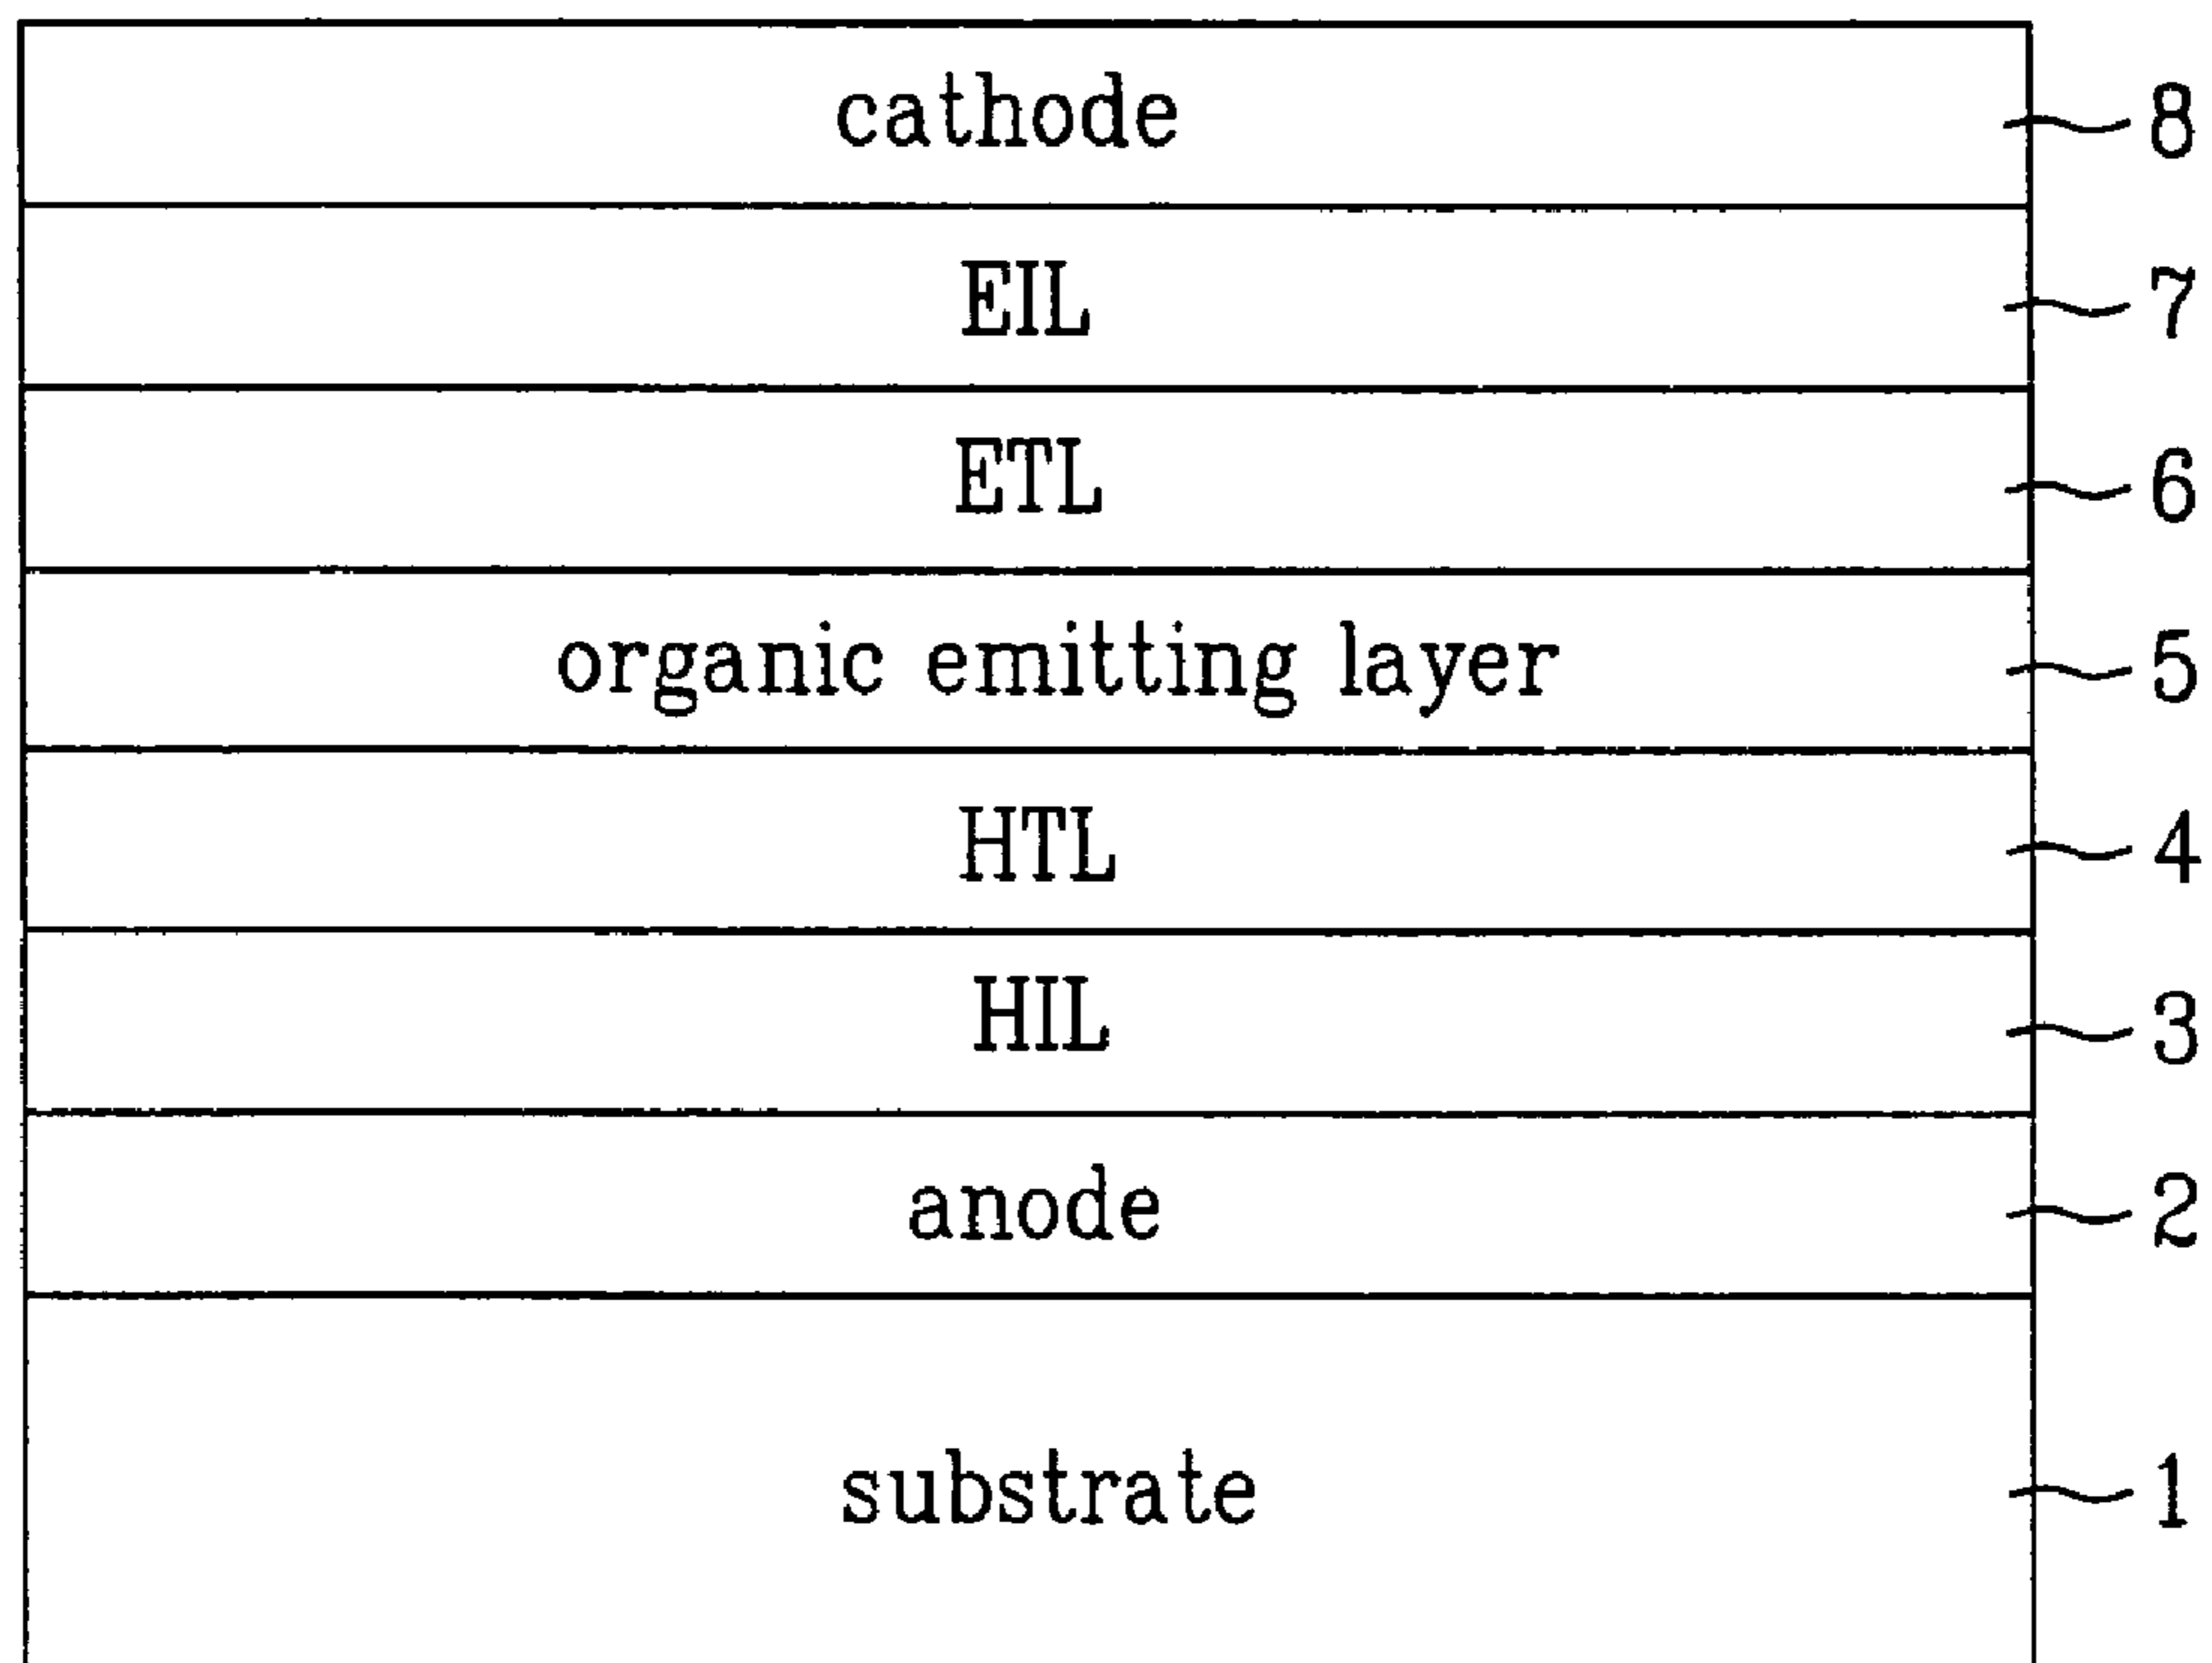 cathode 8
EIL 7
ETL 6
organic emitting layer 5
HTL 4
HIL 3
anode 2
substrate 1